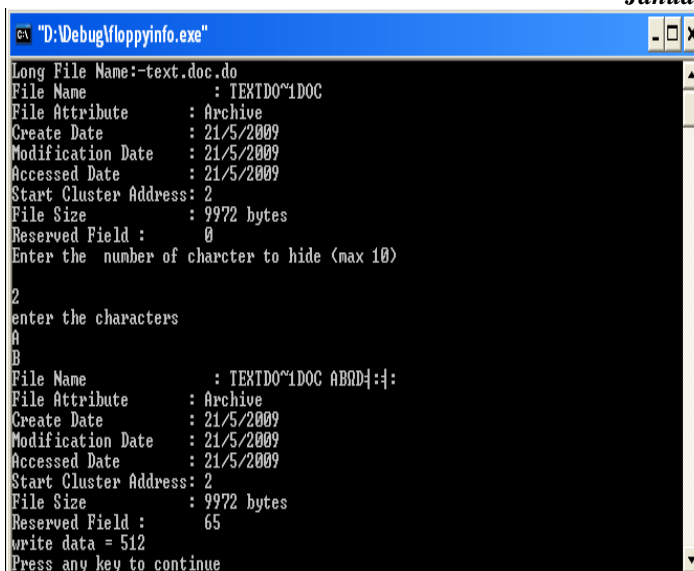 "D:\Debug\floppyinfo.exe"
Long File Name:-text.doc.do
File Name : TEXTDO~1DOC
File Attribute : Archive
Create Date : 21/5/2009
Modification Date : 21/5/2009
Accessed Date : 21/5/2009
Start Cluster Address: 2
File Size : 9972 bytes
Reserved Field : 0
Enter the number of charcter to hide (max 10)
2
enter the characters
A
B
File Name : TEXTDO~1DOC ABΩD╡:╡:
File Attribute : Archive
Create Date : 21/5/2009
Modification Date : 21/5/2009
Accessed Date : 21/5/2009
Start Cluster Address: 2
File Size : 9972 bytes
Reserved Field : 65
write data = 512
Press any key to continue